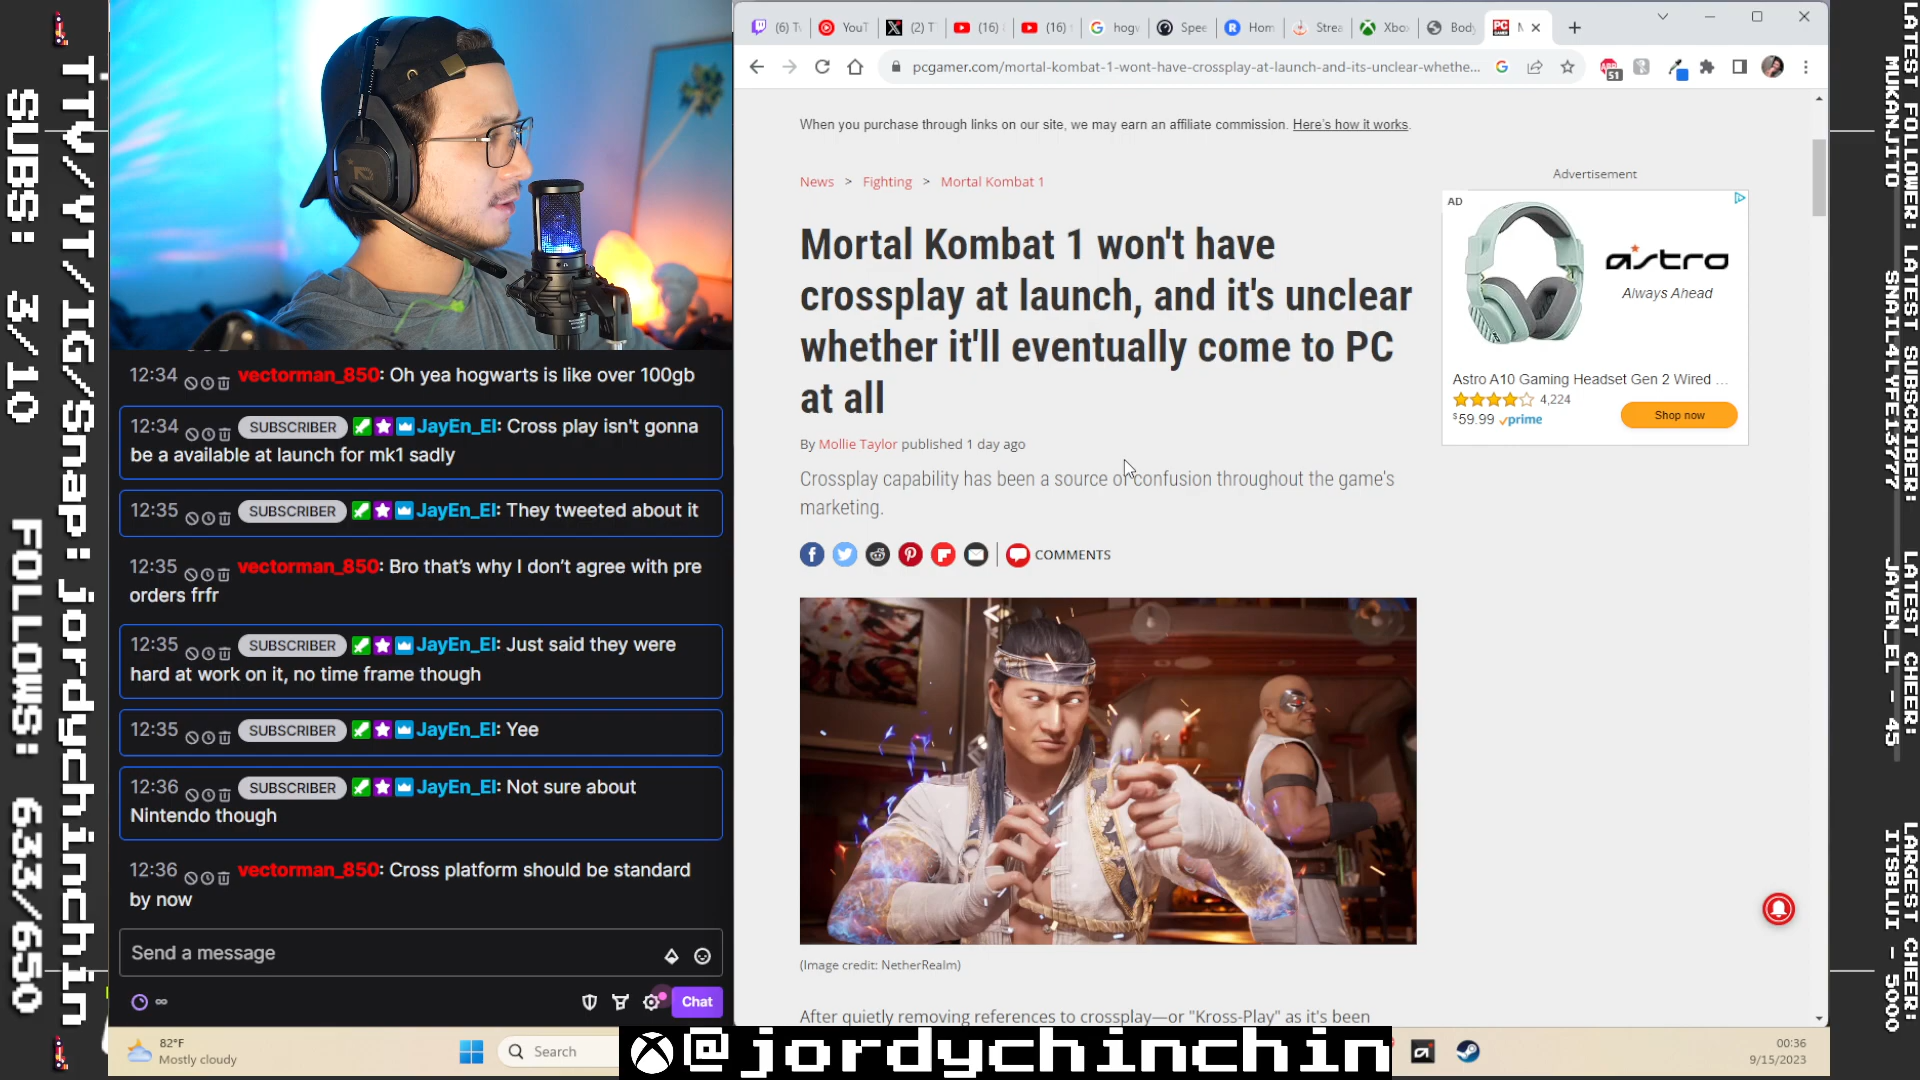 TTV/YT/IG/Snap: jordychinchin
SUBS: 3/10
FOLLOWS: 633/650
12:34 vectorman_850: Oh yea hogwarts is like over 100gb
12:34 SUBSCRIBER JayEn_El: Cross play isn't gonna
be a available at launch for mk1 sadly
12:35 SUBSCRIBER JayEn_El: They tweeted about it
12:35 vectorman_850: Bro that's why I don't agree with pre
orders frfr
12:35 SUBSCRIBER JayEn_El: Just said they were
hard at work on it, no time frame though
12:35 SUBSCRIBER JayEn_El: Yee
12:36 SUBSCRIBER JayEn_El: Not sure about
Nintendo though
12:36 vectorman_850: Cross platform should be standard
by now
Send a message
Chat
(6) T
YouT
(2) T
(16)
(16)
hogw
Spee
Hom
Strea
Xbo
Body
pcgamer.com/mortal-kombat-1-wont-have-crossplay-at-launch-and-its-unclear-whethe...
51
When you purchase through links on our site, we may earn an affiliate commission. Here's how it works.
News > Fighting > Mortal Kombat 1
Mortal Kombat 1 won't have
crossplay at launch, and it's unclear
whether it'll eventually come to PC
at all
By Mollie Taylor published 1 day ago
Crossplay capability has been a source of confusion throughout the game's
marketing.
COMMENTS
(Image credit: NetherRealm)
After quietly removing references to crossplay—or "Kross-Play" as it's been
Advertisement
AD
astro
Always Ahead
Astro A10 Gaming Headset Gen 2 Wired ...
4,224
$59.99 prime
Shop now
82°F
Mostly cloudy
Search
@jordychinchin
00:36
9/15/2023
LATEST FOLLOWER:
MUKANJITO
LATEST SUBSCRIBER:
SNAIL4LYFE13777
LATEST CHEER:
JAYEN_EL - 45
LARGEST CHEER:
ITSBLUI - 5000